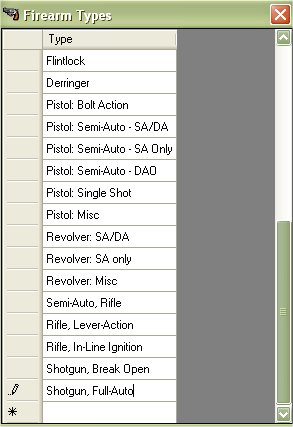 Firearm Types
Type
Flintlock
Derringer
Pistol: Bolt Action
Pistol: Semi-Auto - SA/DA
Pistol: Semi-Auto - SA Only
Pistol: Semi-Auto - DAO
Pistol: Single Shot
Pistol: Misc
Revolver: SA/DA
Revolver: SA only
Revolver: Misc
Semi-Auto, Rifle
Rifle, Lever-Action
Rifle, In-Line Ignition
Shotgun, Break Open
Shotgun, Full-Auto